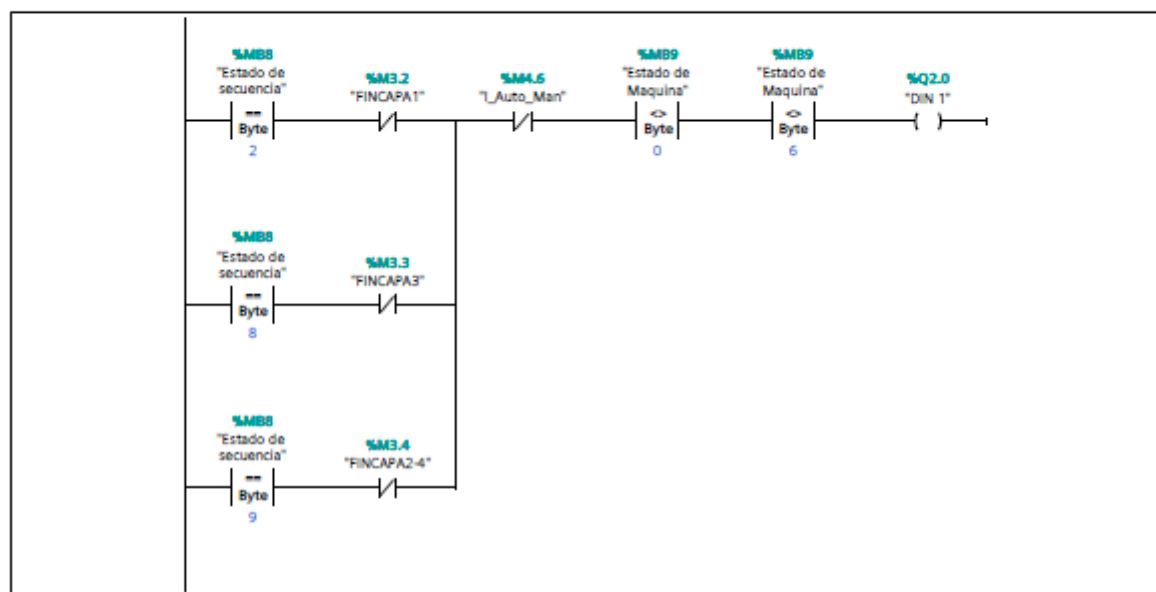 %MB8
"Estado de
secuencia"
==
Byte
2
%M3.2
"FINCAPA1"
%M4.6
"I_Auto_Man"
%MB9
"Estado de
Maquina"
<>
Byte
0
%MB9
"Estado de
Maquina"
<>
Byte
6
%Q2.0
"DIN 1"
%MB8
"Estado de
secuencia"
==
Byte
8
%M3.3
"FINCAPA3"
%MB8
"Estado de
secuencia"
==
Byte
9
%M3.4
"FINCAPA2-4"